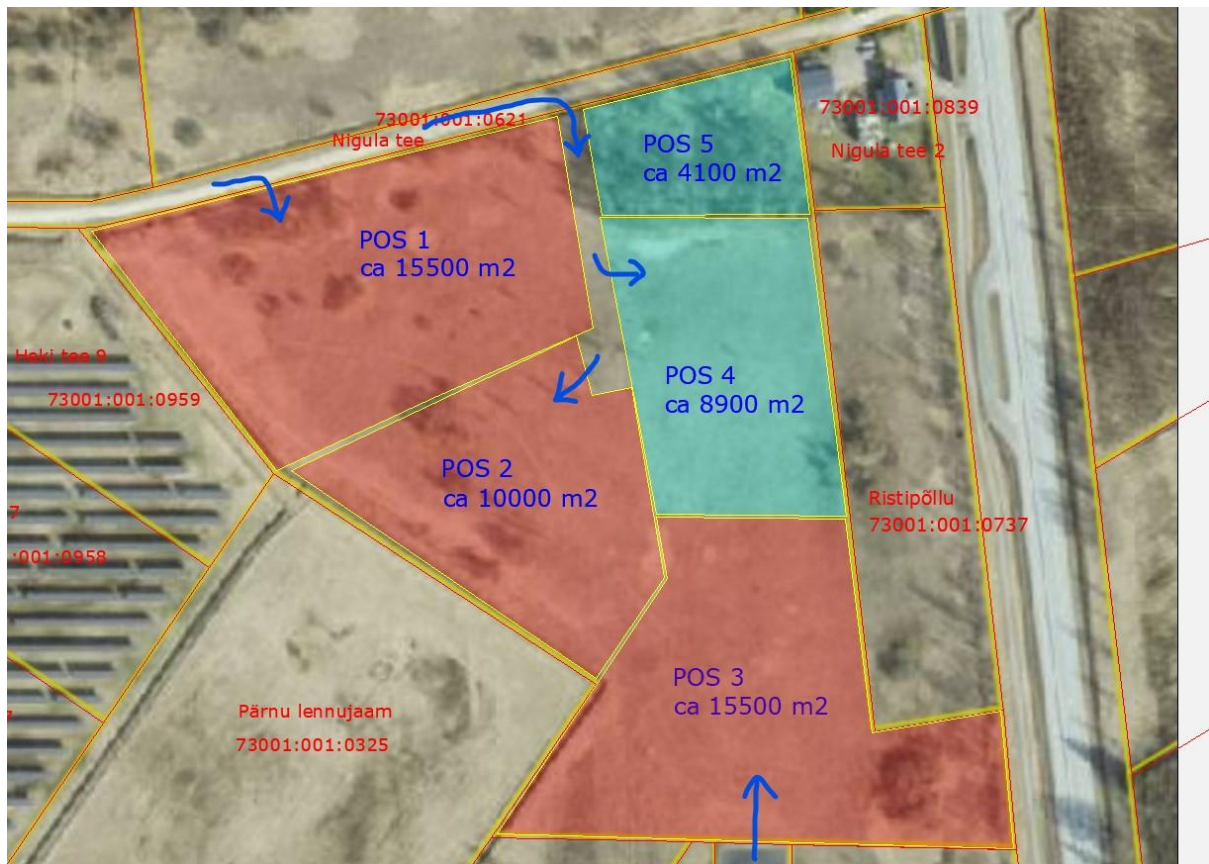 73001:001:0621
Nigula tee
73001:001:0839
Nigula tee 2
POS 5
ca 4100 m2
POS 1
ca 15500 m2
Heki tee 9
73001:001:0959
POS 4
ca 8900 m2
POS 2
ca 10000 m2
7
:001:0958
Ristipõllu
73001:001:0737
POS 3
ca 15500 m2
Pärnu lennujaam
73001:001:0325